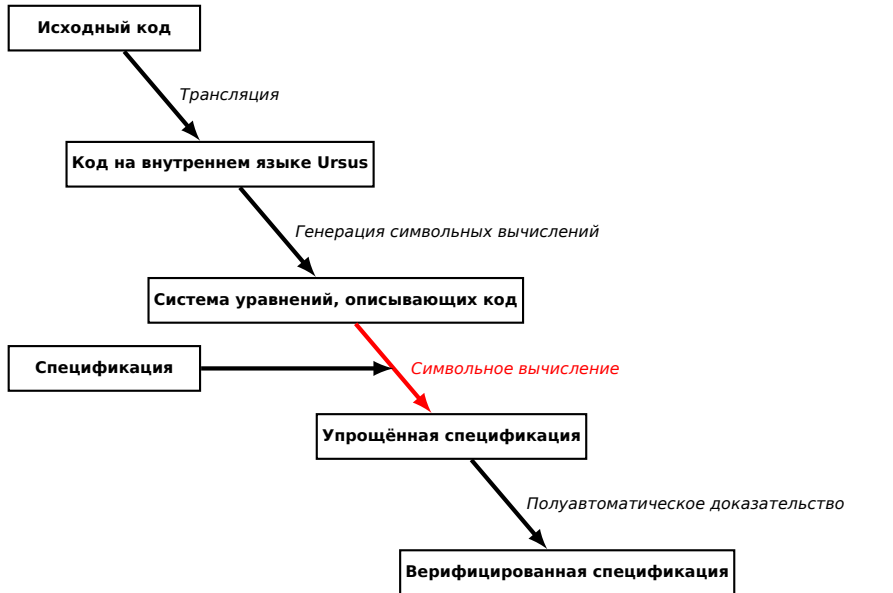 Исходный код
Трансляция
Код на внутреннем языке Ursus
Генерация символьных вычислений
Система уравнений, описывающих код
Спецификация
Символьное вычисление
Упрощённая спецификация
Полуавтоматическое доказательство
Верифицированная спецификация